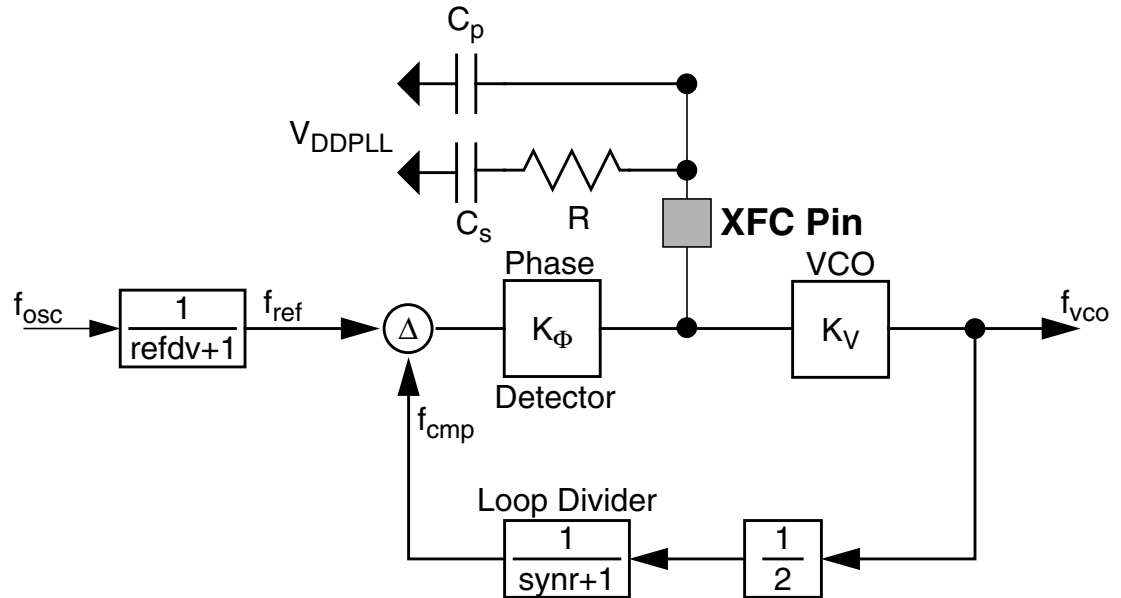 Cp
VDDPLL
Cs
R
XFC Pin
Phase
VCO
fosc
1
refdv+1
fref
Δ
KΦ
KV
fvco
Detector
fcmp
Loop Divider
1
synr+1
1
2